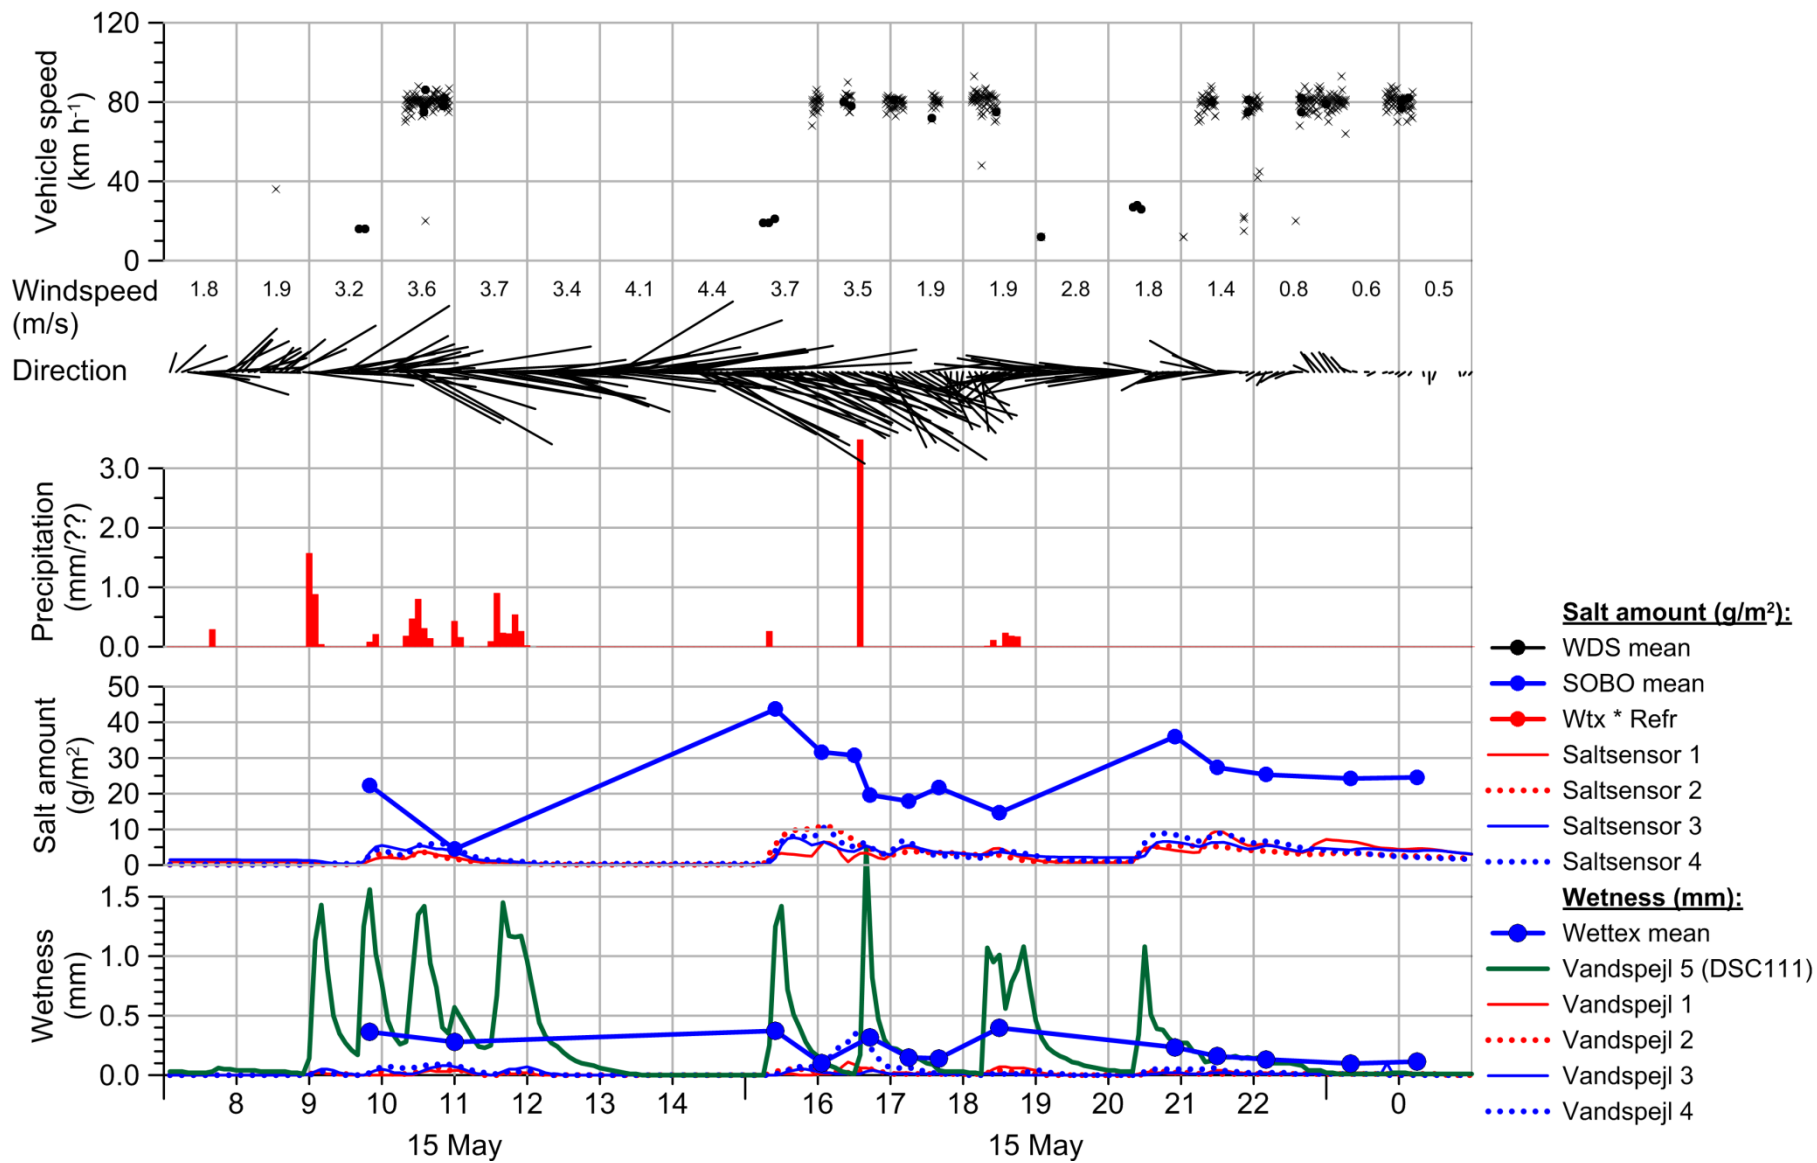 120
80
40
0
Vehicle speed
(km h-1)
Windspeed
(m/s)
1.8 1.9 3.2 3.6 3.7 3.4 4.1 4.4 3.7 3.5 1.9 1.9 2.8 1.8 1.4 0.8 0.6 0.5
Direction
3.0
2.0
1.0
0.0
Precipitation
(mm/??)
50
40
30
20
10
0
Salt amount
(g/m²)
1.5
1.0
0.5
0.0
Wetness
(mm)
8 9 10 11 12 13 14 16 17 18 19 20 21 22 0
15 May 15 May
Salt amount (g/m²):
WDS mean
SOBO mean
Wtx * Refr
Saltsensor 1
Saltsensor 2
Saltsensor 3
Saltsensor 4
Wetness (mm):
Wettex mean
Vandspejl 5 (DSC111)
Vandspejl 1
Vandspejl 2
Vandspejl 3
Vandspejl 4